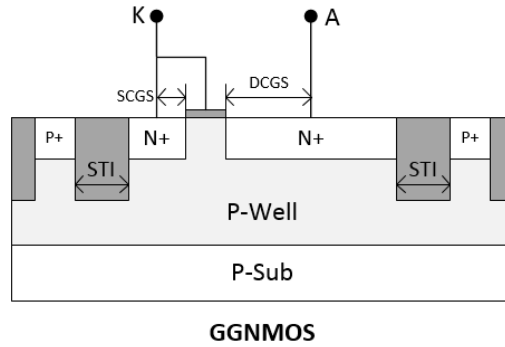 K
A
SCGS
DCGS
P+
STI
N+
N+
STI
P+
P-Well
P-Sub
GGNMOS